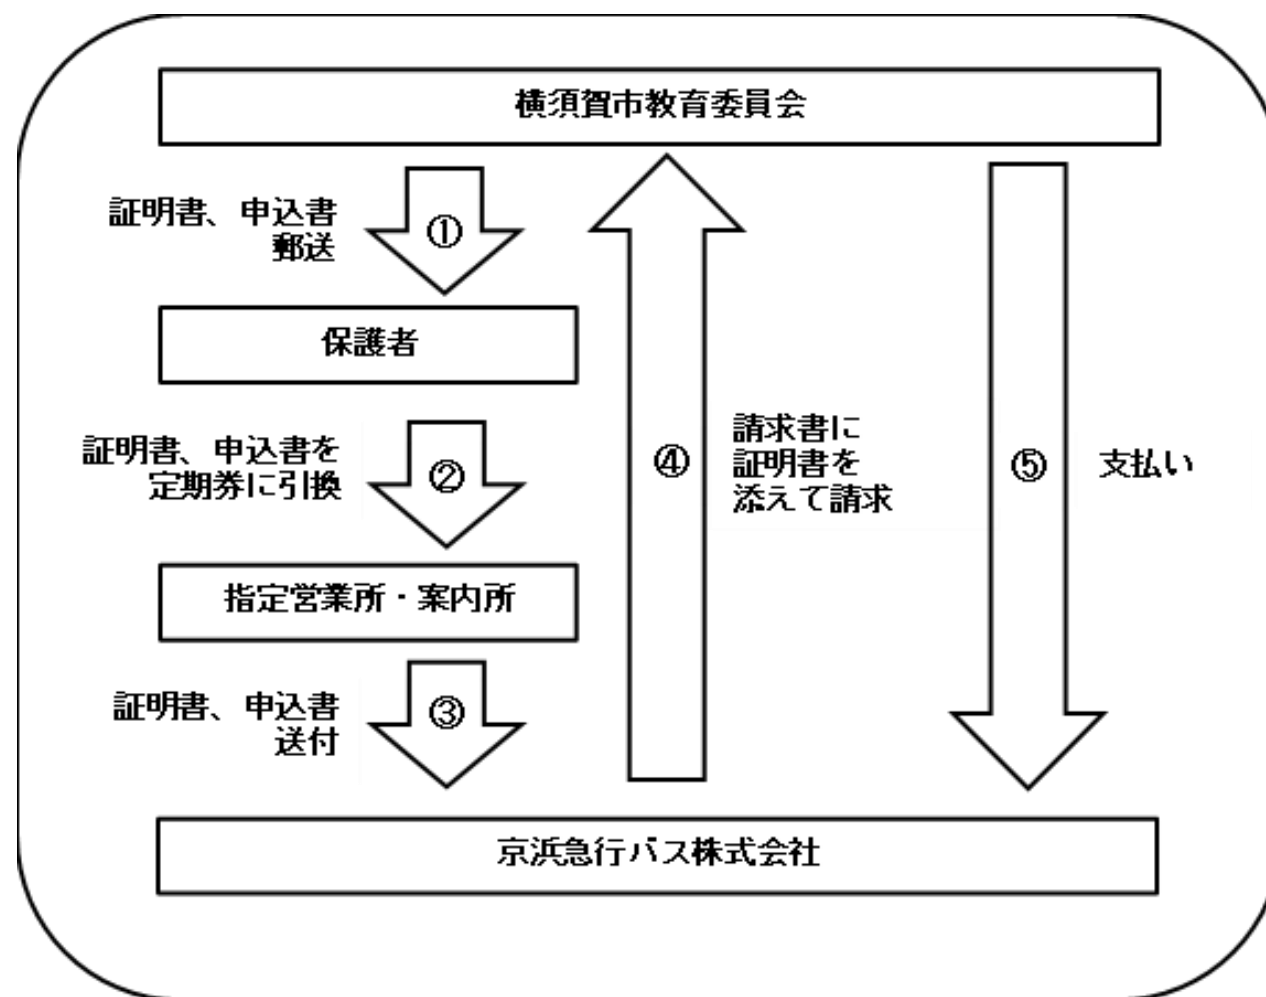 横須賀市教育委員会
証明書、申込書
郵送
①
保護者
証明書、申込書を
定期券に引換
②
指定営業所・案内所
証明書、申込書
送付
③
④
請求書に
証明書を
添えて請求
⑤
支払い
京浜急行バス株式会社